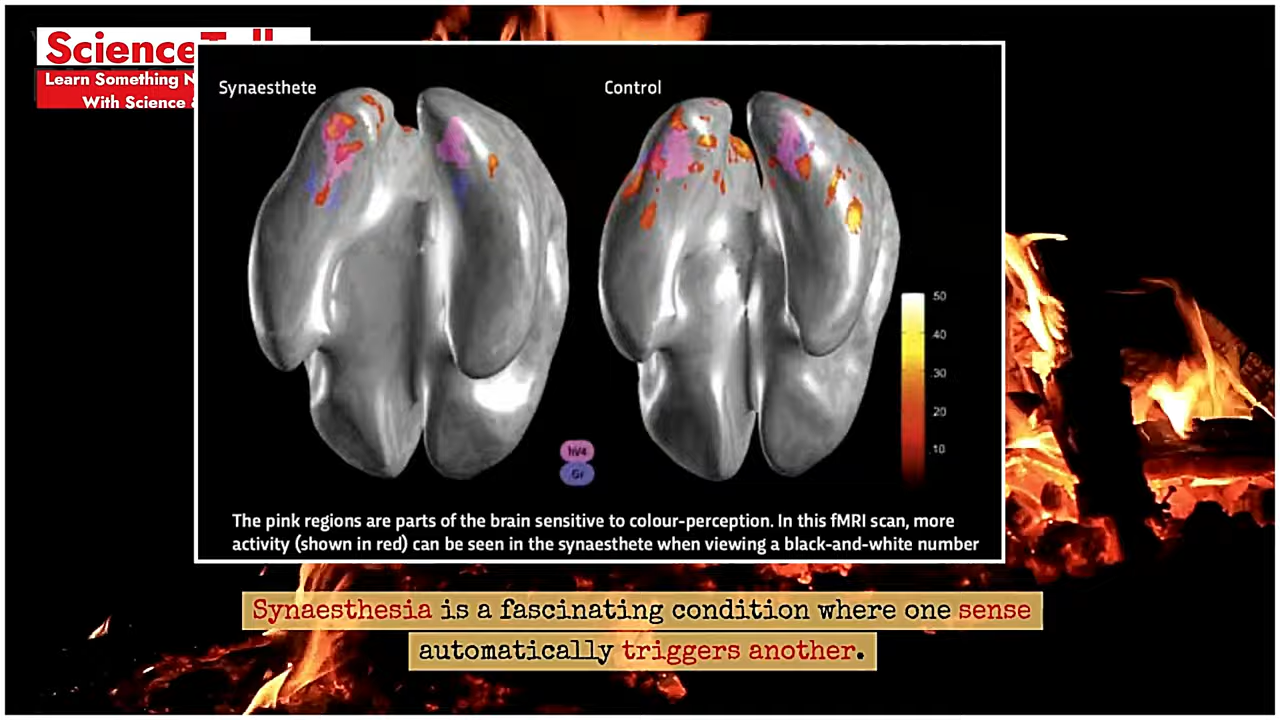 Science
Learn Something
With Science
Synaesthete
Control
50
40
30
20
10
hV4
Gr
The pink regions are parts of the brain sensitive to colour-perception. In this fMRI scan, more
activity (shown in red) can be seen in the synaesthete when viewing a black-and-white number
Synaesthesia is a fascinating condition where one sense
automatically triggers another.